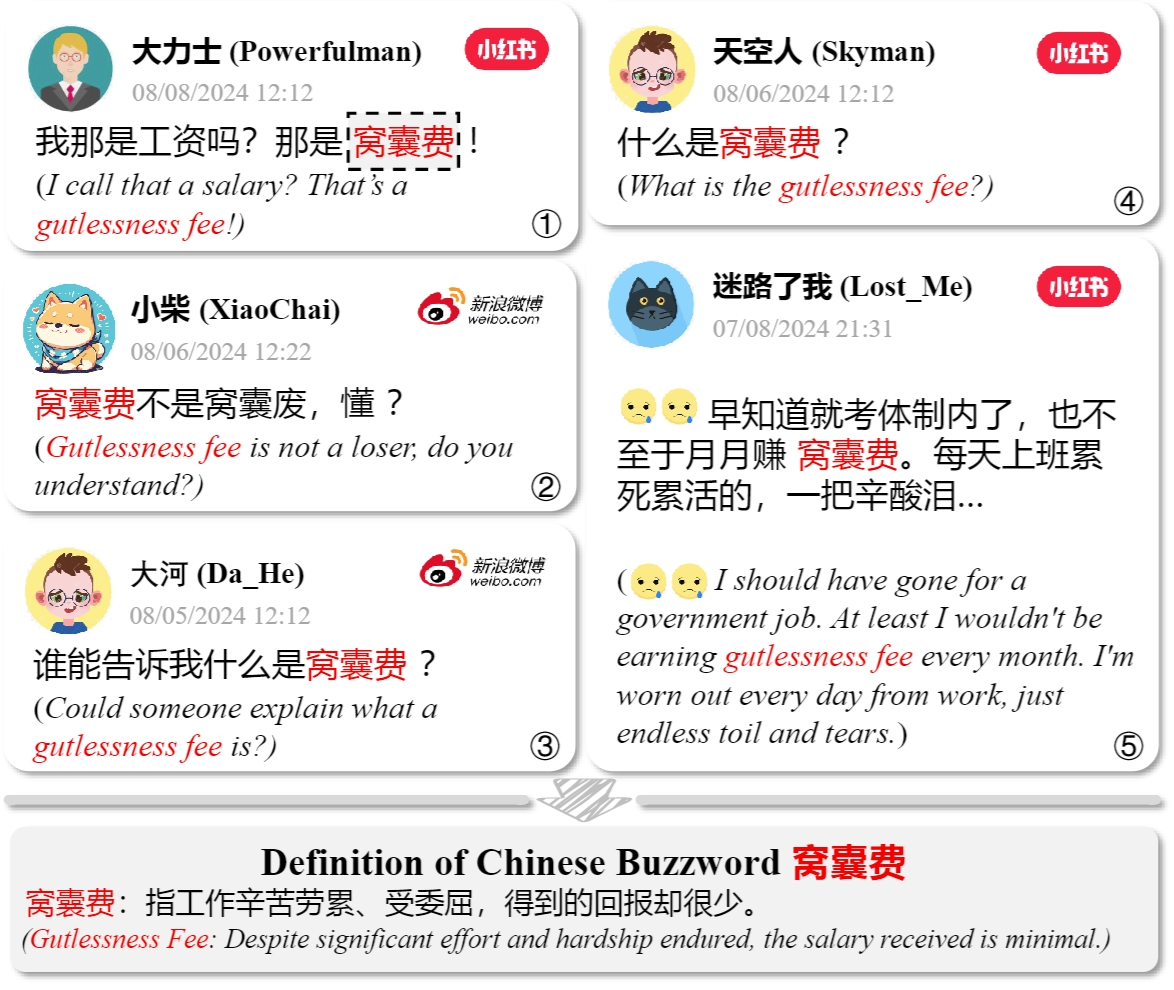 大力士 (Powerfulman)
小红书
08/08/2024 12:12
我那是工资吗？那是窝囊费！
(I call that a salary? That's a
gutlessness fee!)
①
小柴 (XiaoChai)
新浪微博
weibo.com
08/06/2024 12:22
窝囊费不是窝囊废，懂？
(Gutlessness fee is not a loser, do you
understand?)
②
大河 (Da_He)
新浪微博
weibo.com
08/05/2024 12:12
谁能告诉我什么是窝囊费？
(Could someone explain what a
gutlessness fee is?)
③
天空人 (Skyman)
小红书
08/06/2024 12:12
什么是窝囊费？
(What is the gutlessness fee?)
④
迷路了我 (Lost_Me)
小红书
07/08/2024 21:31
早知道就考体制内了，也不
至于月月赚 窝囊费。每天上班累
死累活的，一把辛酸泪...
(I should have gone for a
government job. At least I wouldn't be
earning gutlessness fee every month. I'm
worn out every day from work, just
endless toil and tears.)
⑤
Definition of Chinese Buzzword 窝囊费
窝囊费：指工作辛苦劳累、受委屈，得到的回报却很少。
(Gutlessness Fee: Despite significant effort and hardship endured, the salary received is minimal.)